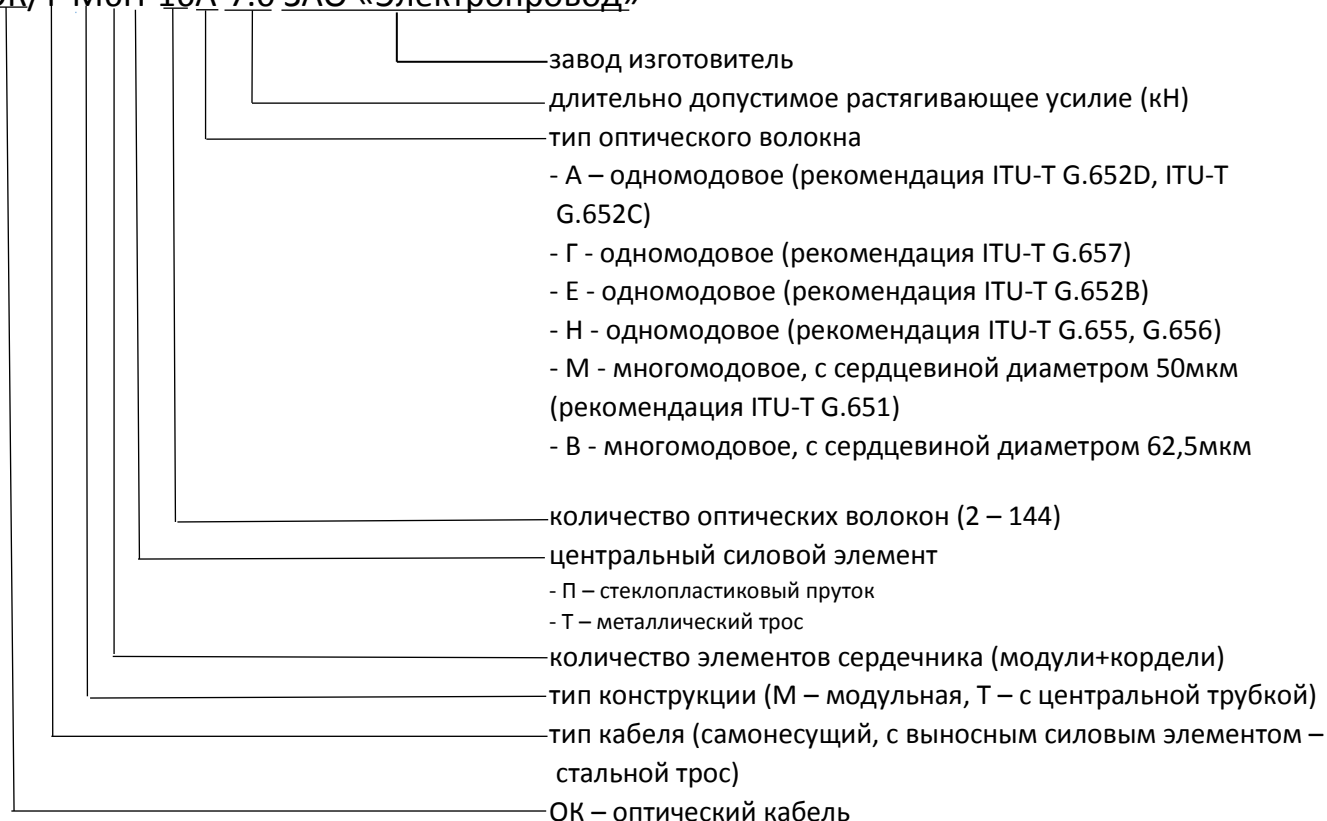 ЗАО «Электропровод»
завод изготовитель
длительно допустимое растягивающее усилие (кН)
тип оптического волокна
- А – одномодовое (рекомендация ITU-T G.652D, ITU-T
G.652C)
- Г - одномодовое (рекомендация ITU-T G.657)
- Е - одномодовое (рекомендация ITU-T G.652B)
- Н - одномодовое (рекомендация ITU-T G.655, G.656)
- М - многомодовое, с сердцевиной диаметром 50мкм
(рекомендация ITU-T G.651)
- В - многомодовое, с сердцевиной диаметром 62,5мкм
количество оптических волокон (2 – 144)
центральный силовой элемент
- П – стеклопластиковый пруток
- Т – металлический трос
количество элементов сердечника (модули+кордели)
тип конструкции (М – модульная, Т – с центральной трубкой)
тип кабеля (самонесущий, с выносным силовым элементом –
стальной трос)
ОК – оптический кабель